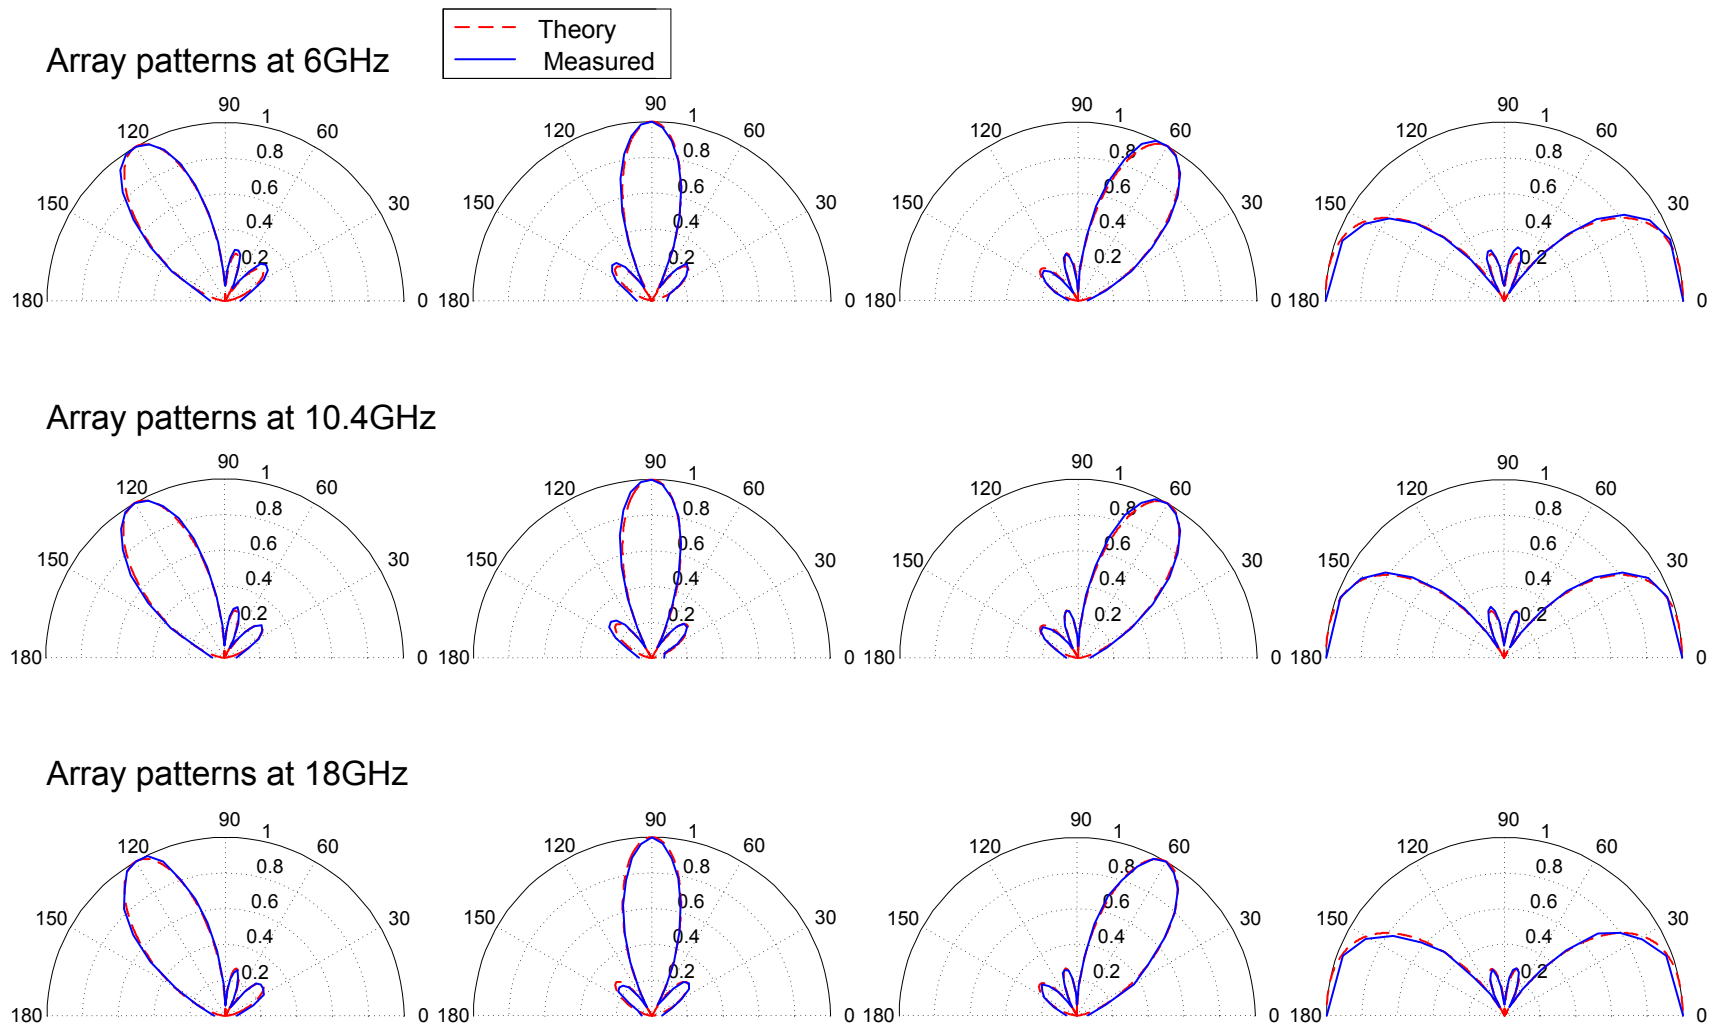 Theory
Measured
Array patterns at 6GHz
90 1 90 1 90 1 90 1
120 60 120 60 120 60 120 60
0.8 0.8 0.8 0.8
150 0.6 30 150 0.6 30 150 0.6 30 150 0.6 30
0.4 0.4 0.4 0.4
0.2 0.2 0.2 0.2
180 0 180 0 180 0 180 0
Array patterns at 10.4GHz
90 1 90 1 90 1 90 1
120 60 120 60 120 60 120 60
0.8 0.8 0.8 0.8
150 0.6 30 150 0.6 30 150 0.6 30 150 0.6 30
0.4 0.4 0.4 0.4
0.2 0.2 0.2 0.2
180 0 180 0 180 0 180 0
Array patterns at 18GHz
90 1 90 1 90 1 90 1
120 60 120 60 120 60 120 60
0.8 0.8 0.8 0.8
150 0.6 30 150 0.6 30 150 0.6 30 150 0.6 30
0.4 0.4 0.4 0.4
0.2 0.2 0.2 0.2
180 0 180 0 180 0 180 0